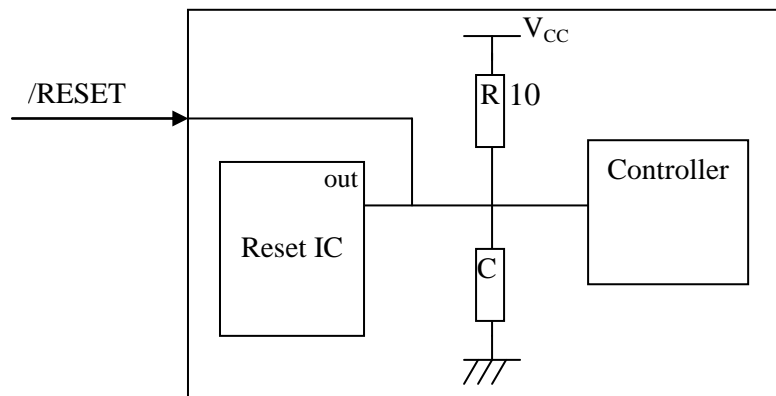 V_CC
/RESET
R 10
out
Controller
Reset IC
C